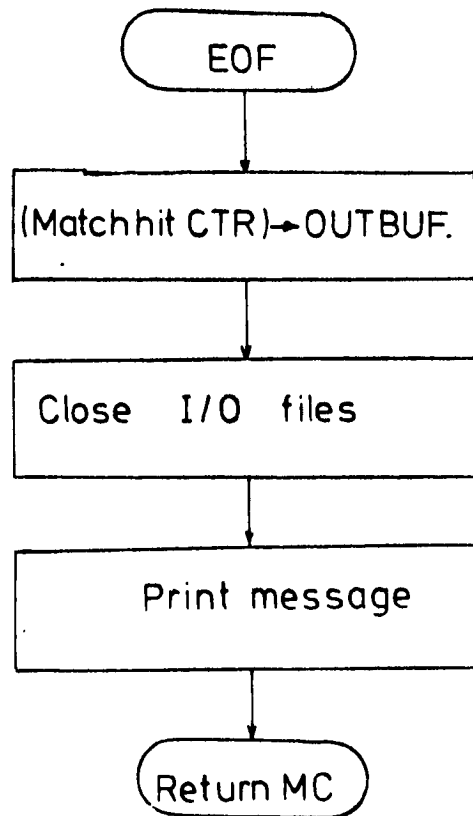 EOF
(Matchhit CTR)→OUTBUF.
Close I/O files
Print message
Return MC